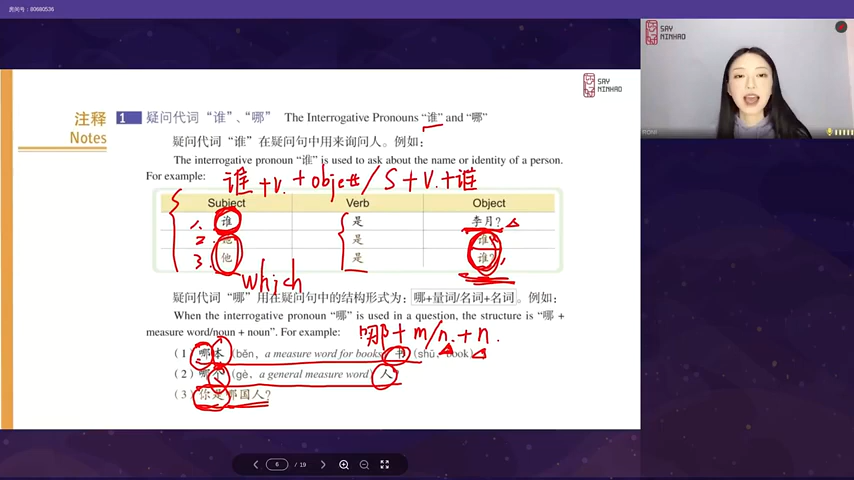 房间号: 80680536
SAY
NINHAO
SAY
NINHAO
注释
Notes
1 疑问代词“谁”、“哪” The Interrogative Pronouns “谁” and “哪”
疑问代词“谁”在疑问句中用来询问人。例如：
The interrogative pronoun “谁” is used to ask about the name or identity of a person.
For example:
谁+v.+object/S+V.+谁
Subject Verb Object
1. 谁 是 李月?
2. 他 是 谁
3. 他 是 谁?
which
疑问代词“哪”用在疑问句中的结构形式为：哪+量词/名词+名词。例如：
When the interrogative pronoun “哪” is used in a question, the structure is “哪 +
measure word/noun + noun”. For example:
哪+m/n.+n.
(1) 哪本 (běn, a measure word for books) 书 (shū, book)
(2) 哪个 (gè, a general measure word) 人
(3) 你是哪国人?
6 / 19